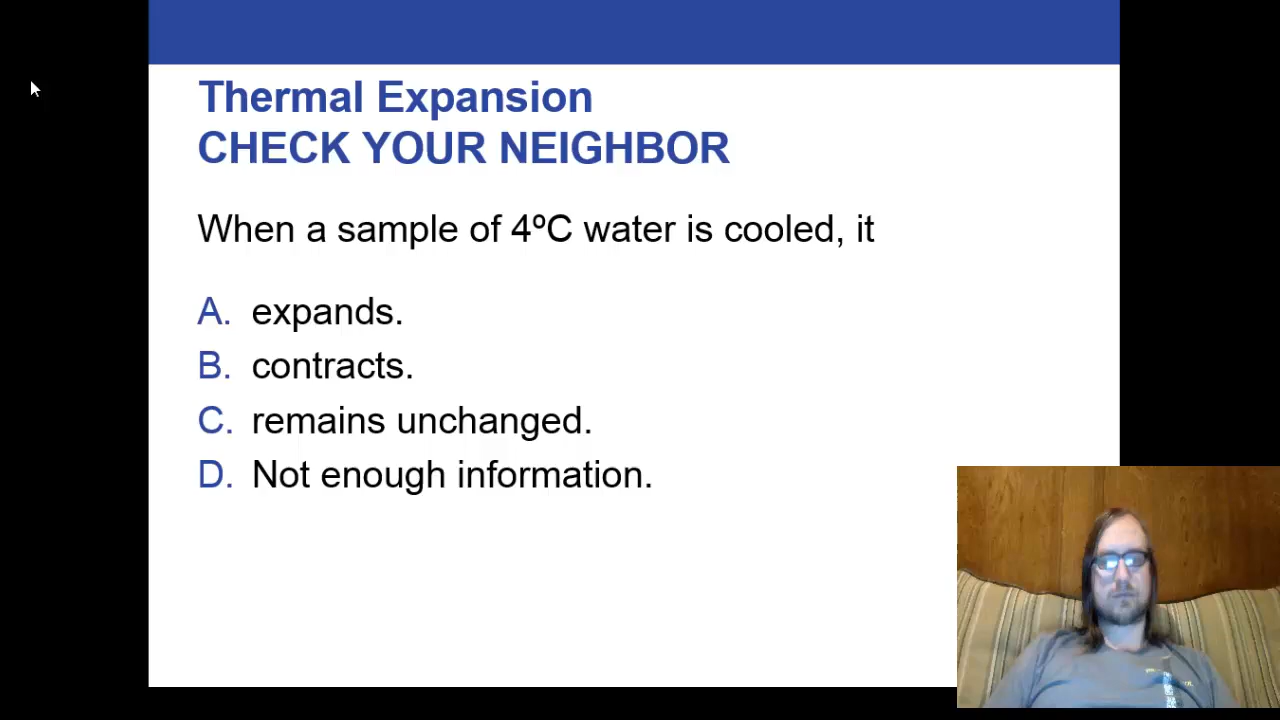 Thermal Expansion
CHECK YOUR NEIGHBOR
When a sample of 4ºC water is cooled, it
A. expands.
B. contracts.
C. remains unchanged.
D. Not enough information.